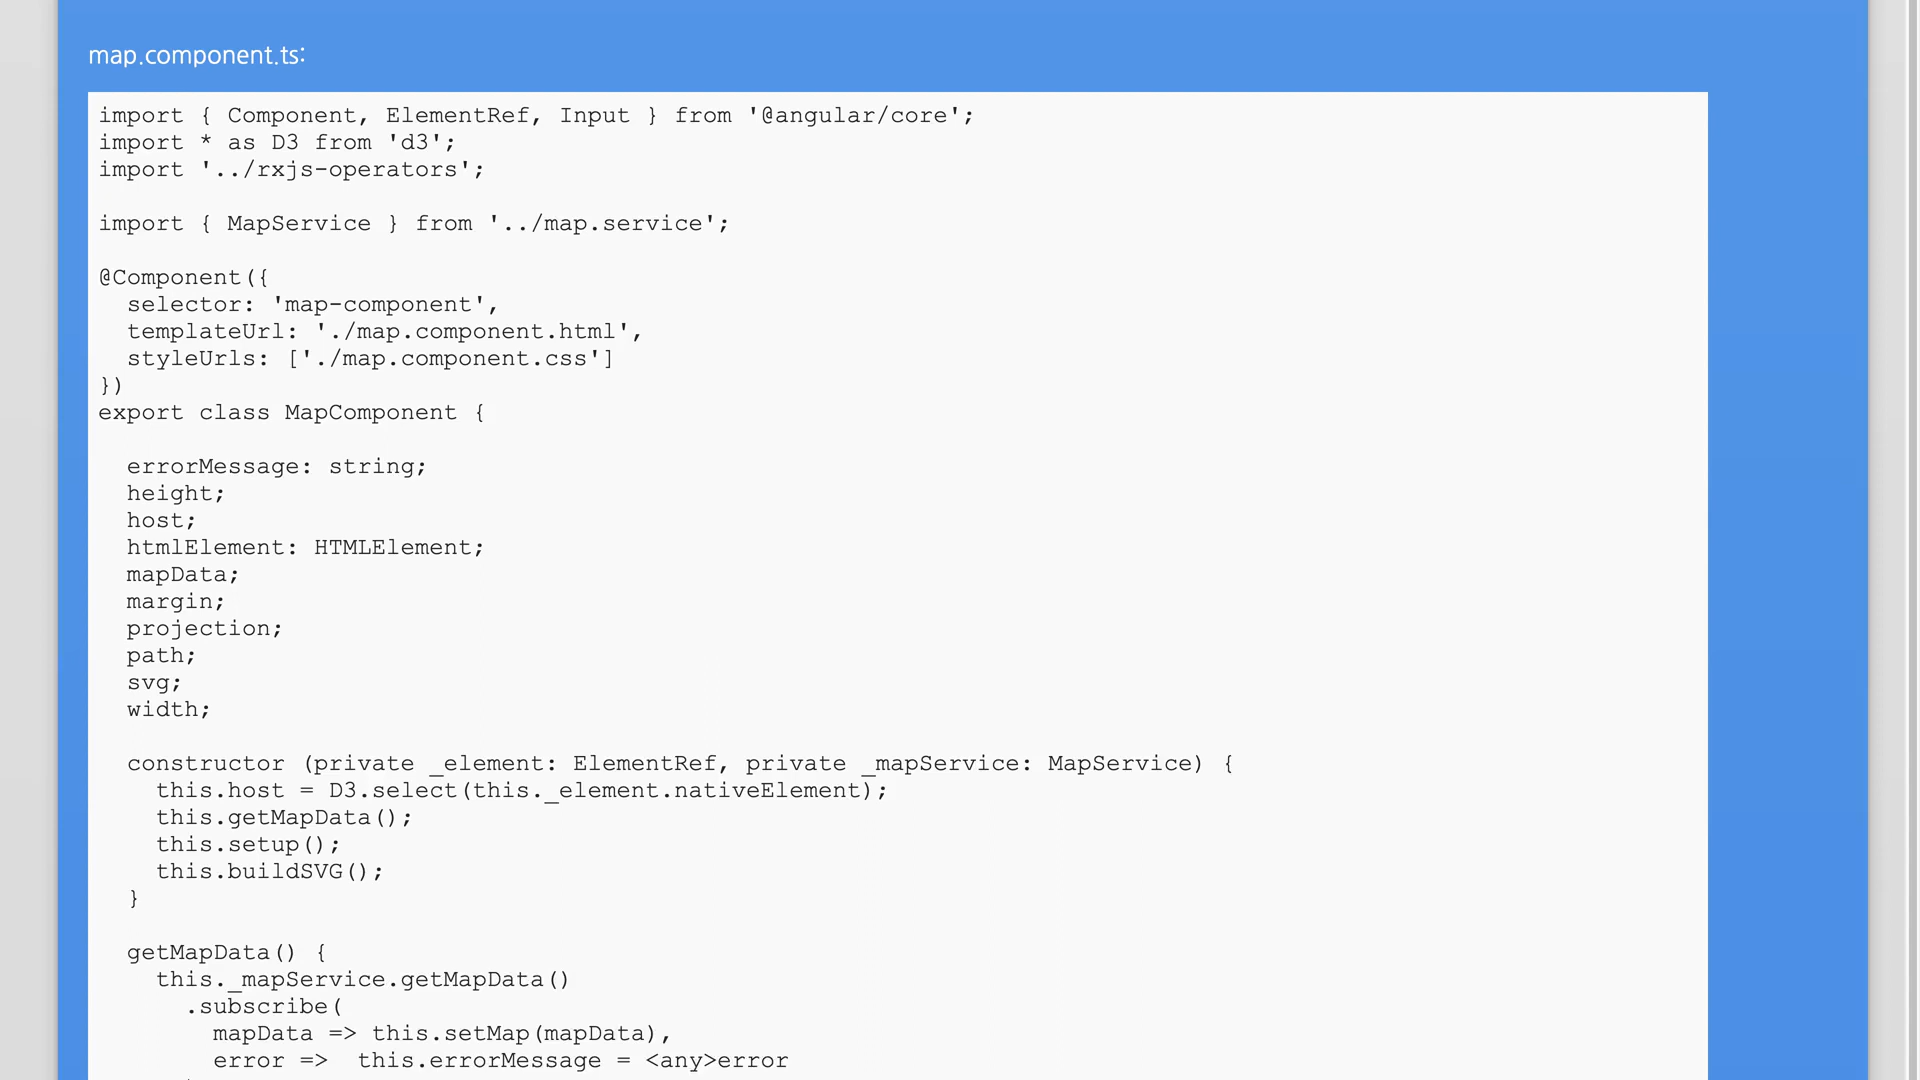 map.component.ts:
import { Component, ElementRef, Input } from '@angular/core';
import * as D3 from 'd3';
import '../rxjs-operators';
import { MapService } from '../map.service';
@Component({
selector: 'map-component',
templateUrl: './map.component.html',
styleUrls: ['./map.component.css']
})
export class MapComponent {
errorMessage: string;
height;
host;
htmlElement: HTMLElement;
mapData;
margin;
projection;
path;
svg;
width;
constructor (private _element: ElementRef, private _mapService: MapService) {
this.host = D3.select(this._element.nativeElement);
this.getMapData();
this.setup();
this.buildSVG();
}
getMapData() {
this._mapService.getMapData()
.subscribe(
mapData => this.setMap(mapData),
error =>  this.errorMessage = <any>error